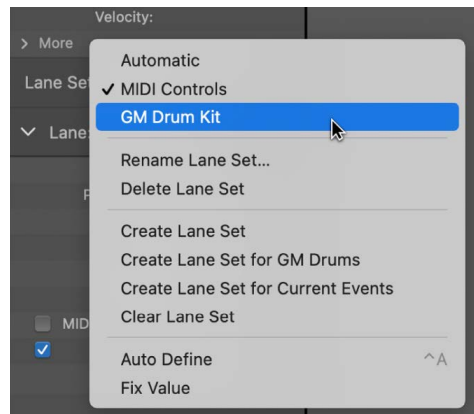 Velocity:
> More
Automatic
Lane Se
✓ MIDI Controls
GM Drum Kit
Lane:
Rename Lane Set...
Delete Lane Set
Create Lane Set
Create Lane Set for GM Drums
Create Lane Set for Current Events
Clear Lane Set
MID
Auto Define ^A
Fix Value